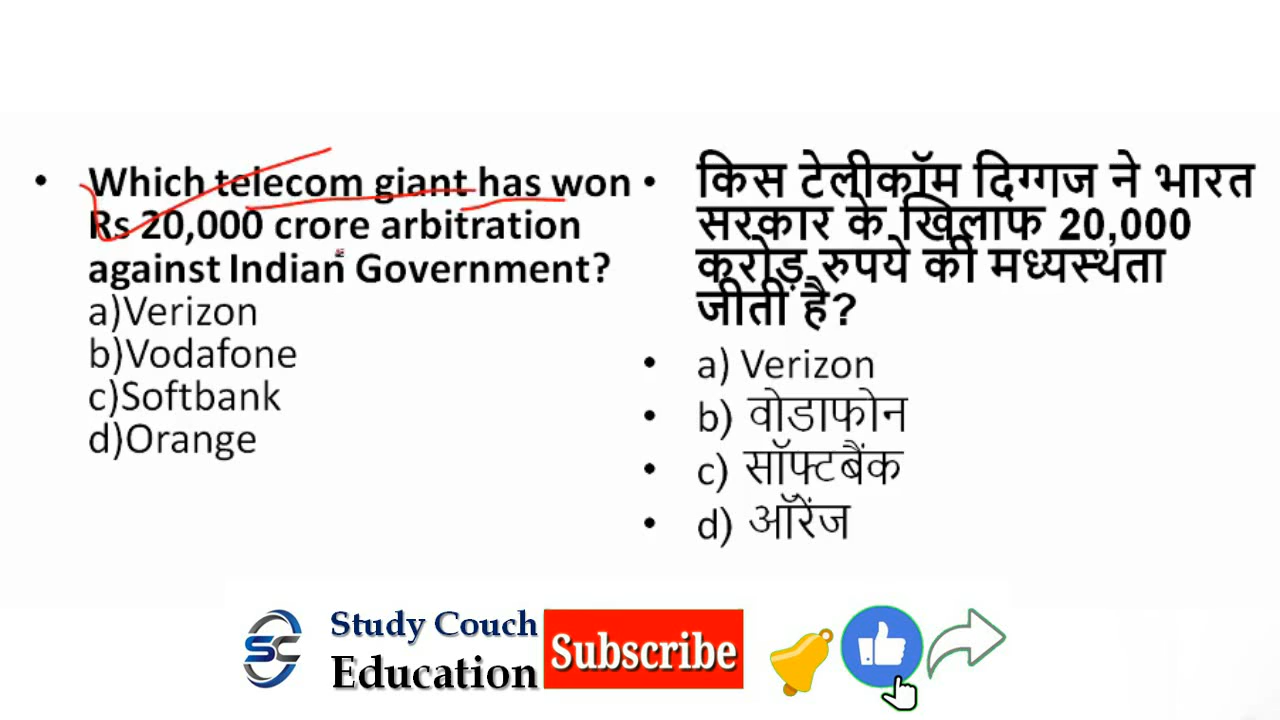 • Which telecom giant has won
Rs 20,000 crore arbitration
against Indian Government?
a)Verizon
b)Vodafone
c)Softbank
d)Orange
• किस टेलीकॉम दिग्गज ने भारत
सरकार के खिलाफ 20,000
करोड़ रुपये की मध्यस्थता
जीती है?
• a) Verizon
• b) वोडाफोन
• c) सॉफ्टबैंक
• d) ऑरेंज
SC
Study Couch
Education
Subscribe